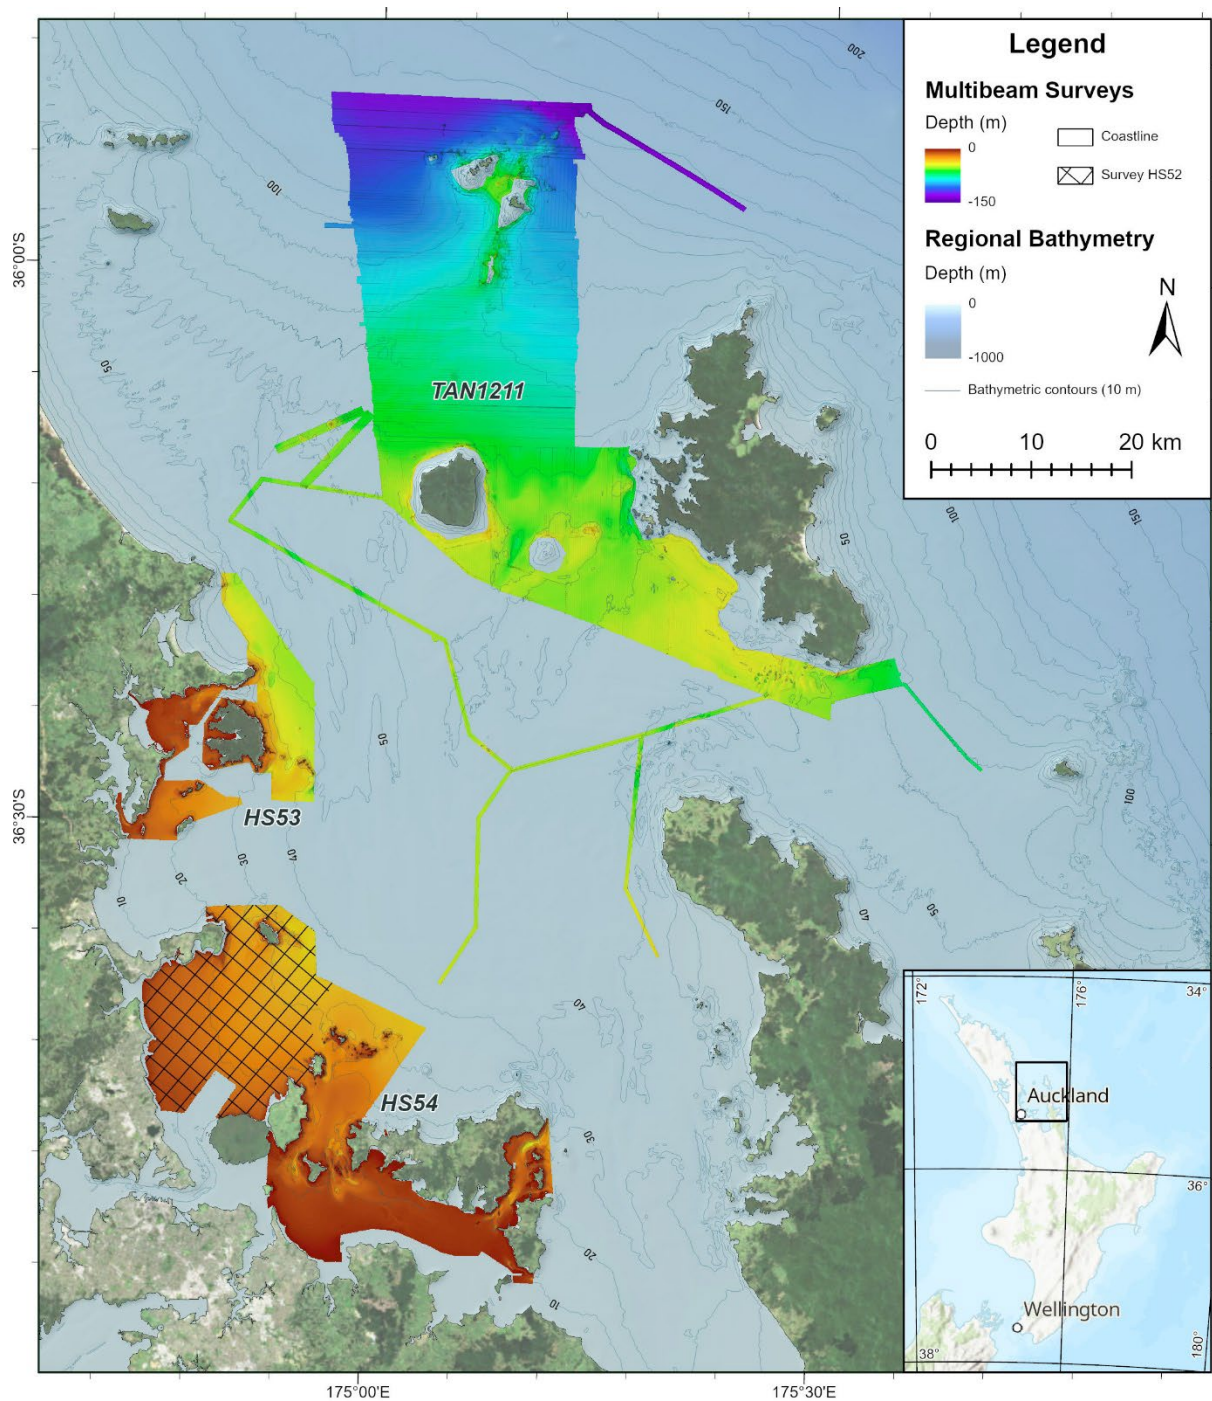 Legend
Multibeam Surveys
Depth (m)
0
-150
Coastline
Survey HS52
Regional Bathymetry
Depth (m)
0
-1000
N
Bathymetric contours (10 m)
0 10 20 km
200
150
100
50
36°00'S
TAN1211
50
100
150
50
100
36°30'S
HS53
40
30
20
10
40
50
40
HS54
30
20
10
172°
176°
34°
Auckland
36°
Wellington
38°
180°
175°00'E
175°30'E